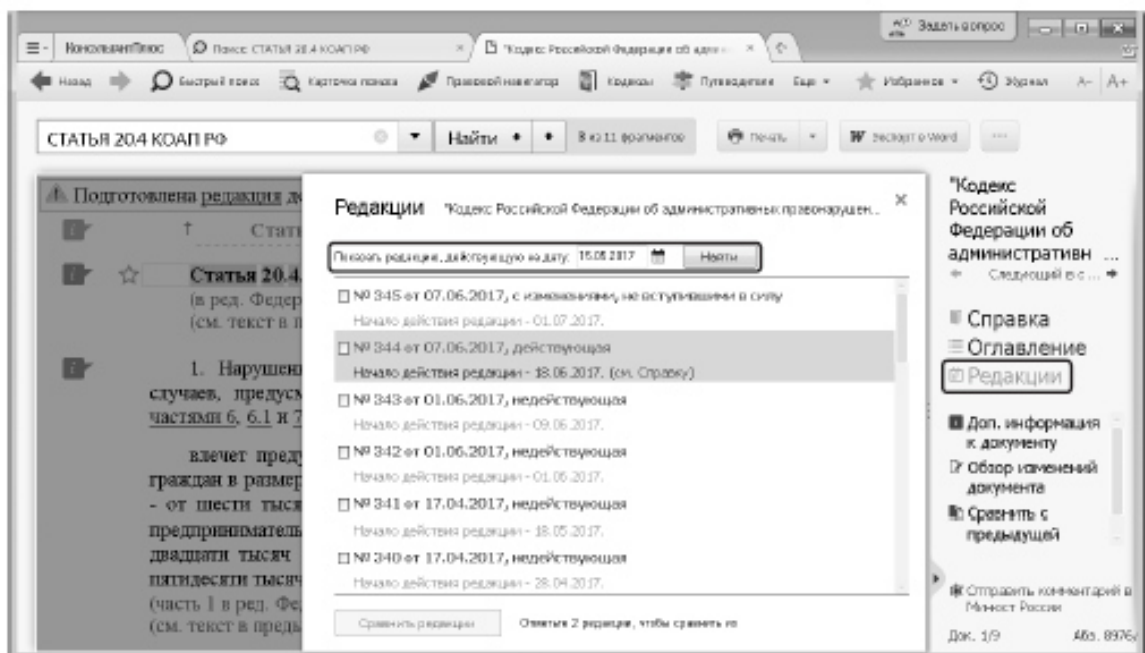 Задать вопрос
КонсультантПлюс
Поиск: СТАТЬЯ 20.4 КОАП РФ
"Кодекс Российской Федерации об админ
Назад
Быстрый поиск
Карточка поиска
Правовой навигатор
Кодексы
Путеводители
Еще
Избранное
Журнал
A- A+
СТАТЬЯ 20.4 КОАП РФ
Найти
8 из 11 фрагментов
Печать
Экспорт в Word
...
Подготовлена редакция до
Стать
Статья 20.4.
(в ред. Федер
(см. текст в п
1. Нарушени
случаев, предусм
частями 6, 6.1 и 7
влечет преду
граждан в размер
- от шести тыся
предприниматель
двадцати тысяч
пятидесяти тысяч
(часть 1 в ред. Фе
(см. текст в преды
Редакции "Кодекс Российской Федерации об административных правонарушен...
Показать редакцию, действующую на дату: 15.05.2017
Найти
№ 345 от 07.06.2017, с изменениями, не вступившими в силу
Начало действия редакции - 01.07.2017.
№ 344 от 07.06.2017, действующая
Начало действия редакции - 18.06.2017. (см. Справку)
№ 343 от 01.06.2017, недействующая
Начало действия редакции - 09.06.2017.
№ 342 от 01.06.2017, недействующая
Начало действия редакции - 01.06.2017.
№ 341 от 17.04.2017, недействующая
Начало действия редакции - 18.05.2017.
№ 340 от 17.04.2017, недействующая
Начало действия редакции - 28.04.2017.
Сравнить редакции
Отметьте 2 редакции, чтобы сравнить их
"Кодекс
Российской
Федерации об
административн ...
Следующий в с ...
Справка
Оглавление
Редакции
Доп. информация
к документу
Обзор изменений
документа
Сравнить с
предыдущей
Отправить комментарий в
Минюст России
Док. 1/9
Абз. 8976/